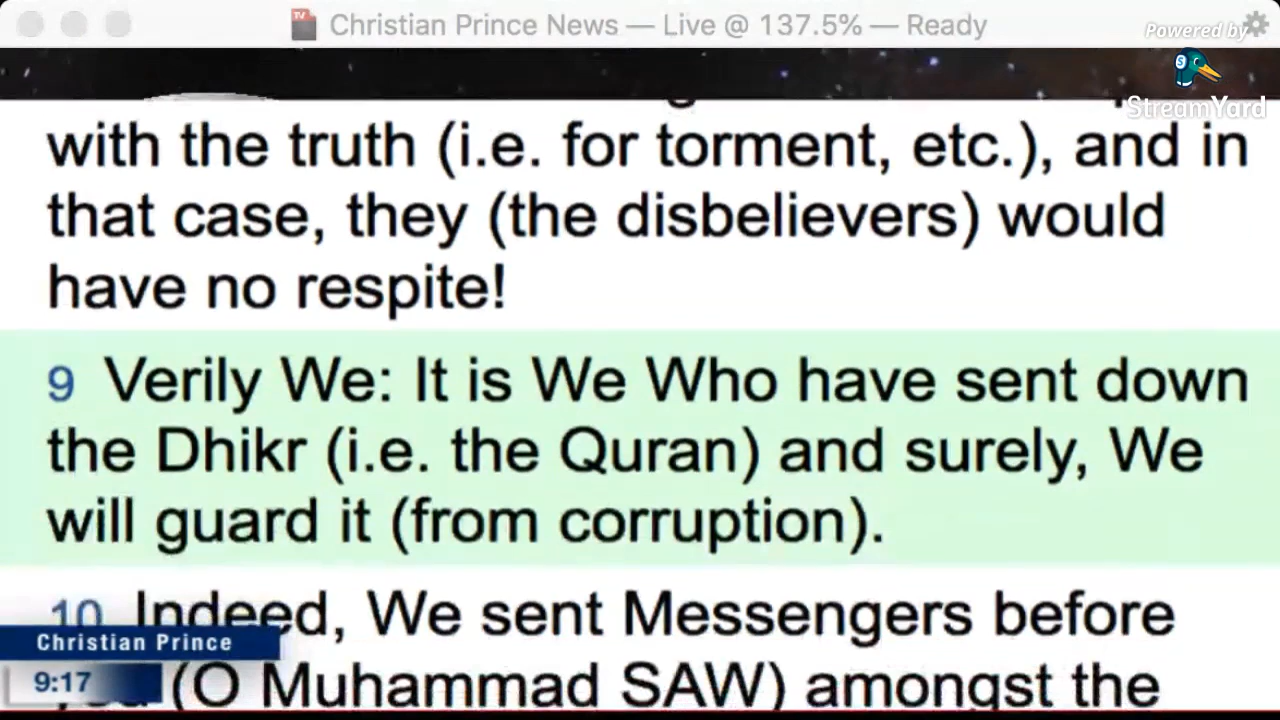 Christian Prince News — Live @ 137.5% — Ready
Powered by
StreamYard
with the truth (i.e. for torment, etc.), and in
that case, they (the disbelievers) would
have no respite!
9 Verily We: It is We Who have sent down
the Dhikr (i.e. the Quran) and surely, We
will guard it (from corruption).
10 Indeed, We sent Messengers before
(O Muhammad SAW) amongst the
Christian Prince
9:17